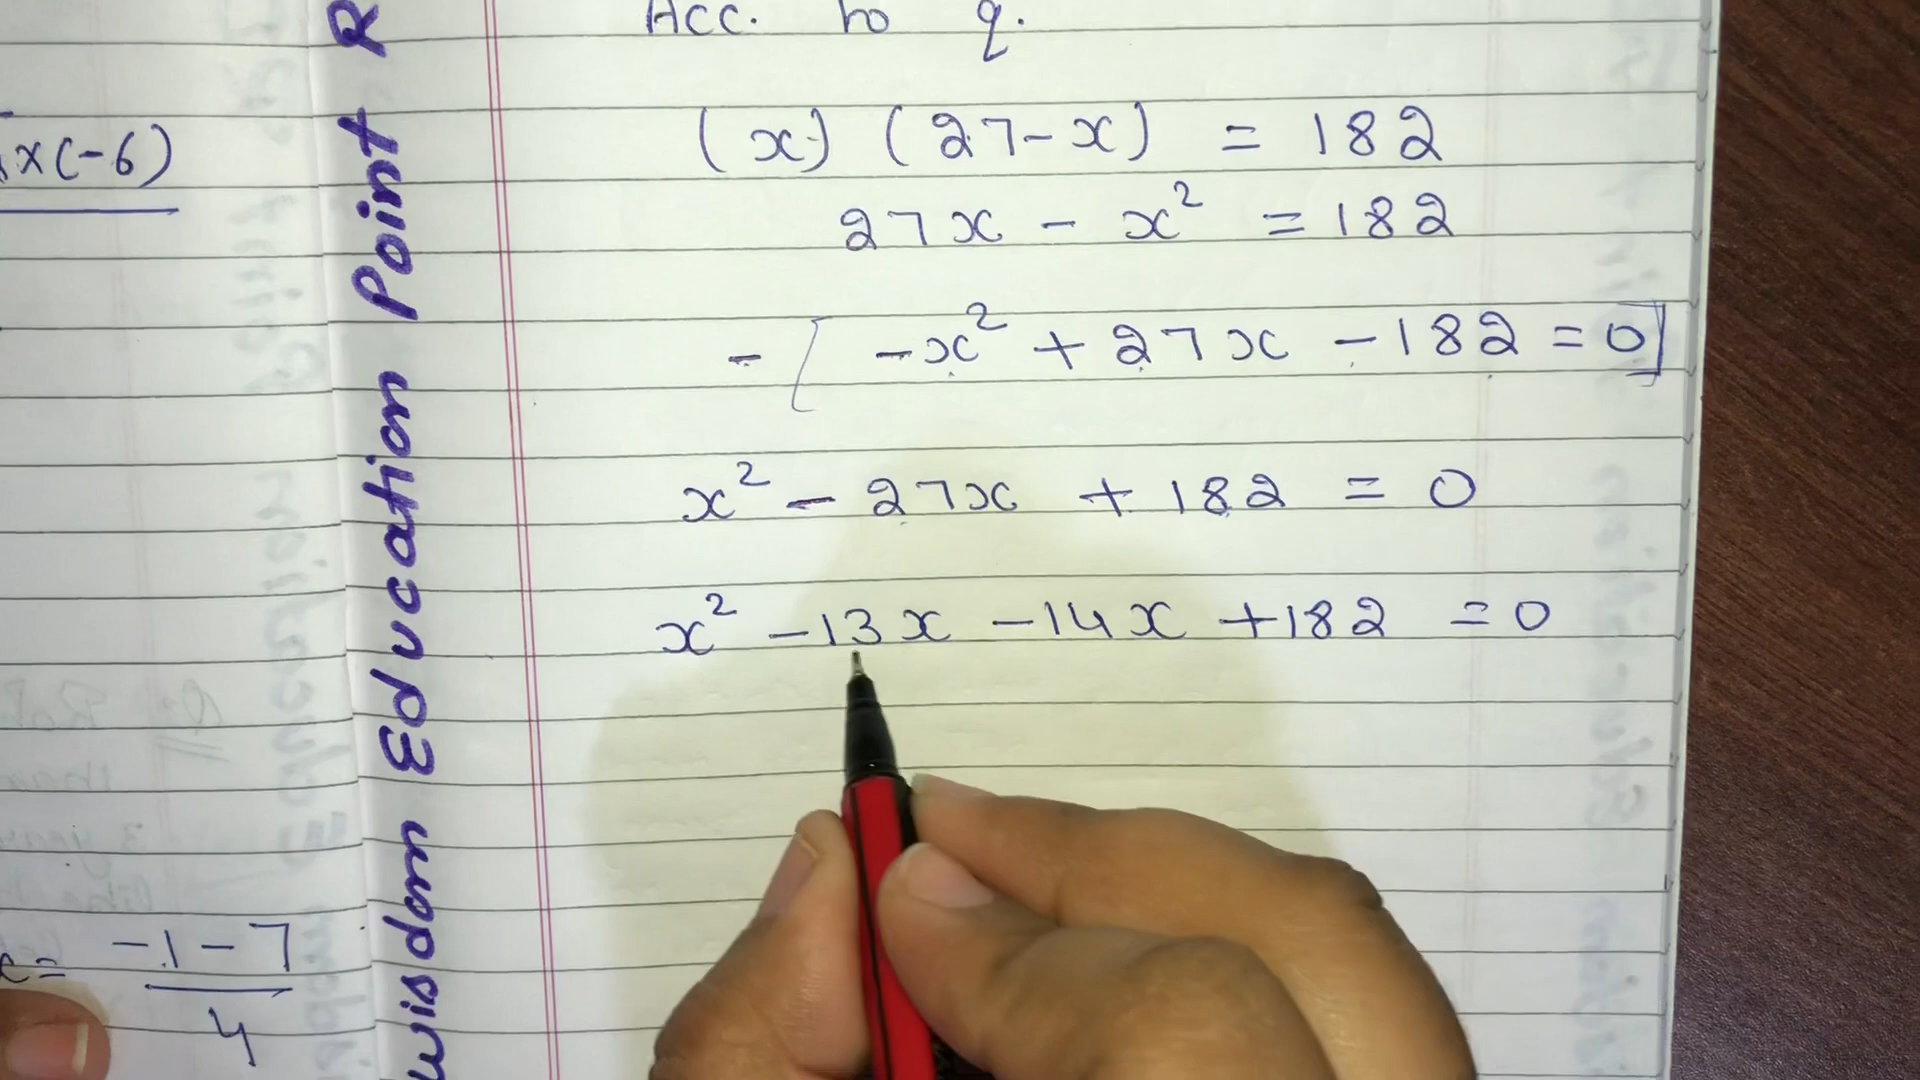 x(-6)
x = -1-7/4
Wisdom Education Point R
Acc. to q.
(x) (27-x) = 182
27x - x² = 182
- [ -x² + 27x - 182 = 0]
x² - 27x + 182 = 0
x² - 13x - 14x + 182 = 0